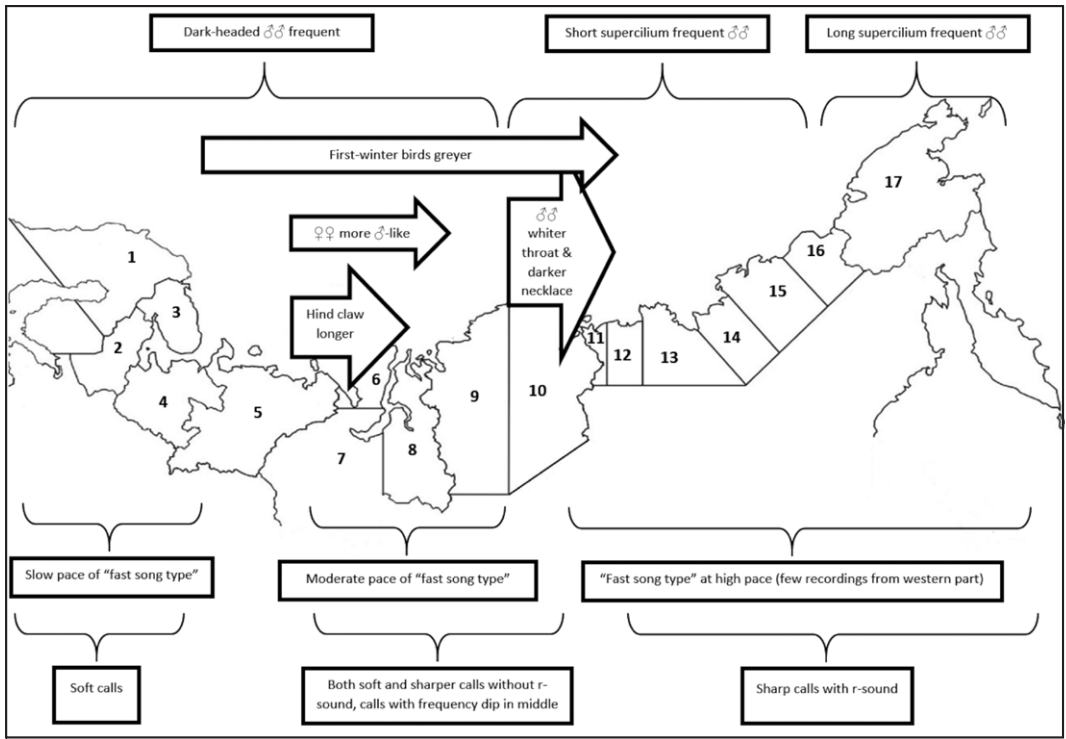 Dark-headed ♂♂ frequent
Short supercilium frequent ♂♂
Long supercilium frequent ♂♂
First-winter birds greyer
♀♀ more ♂-like
♂♂
whiter
throat &
darker
necklace
Hind claw
longer
1
2
3
4
5
6
7
8
9
10
11
12
13
14
15
16
17
Slow pace of “fast song type”
Moderate pace of “fast song type”
“Fast song type” at high pace (few recordings from western part)
Soft calls
Both soft and sharper calls without r-
sound, calls with frequency dip in middle
Sharp calls with r-sound